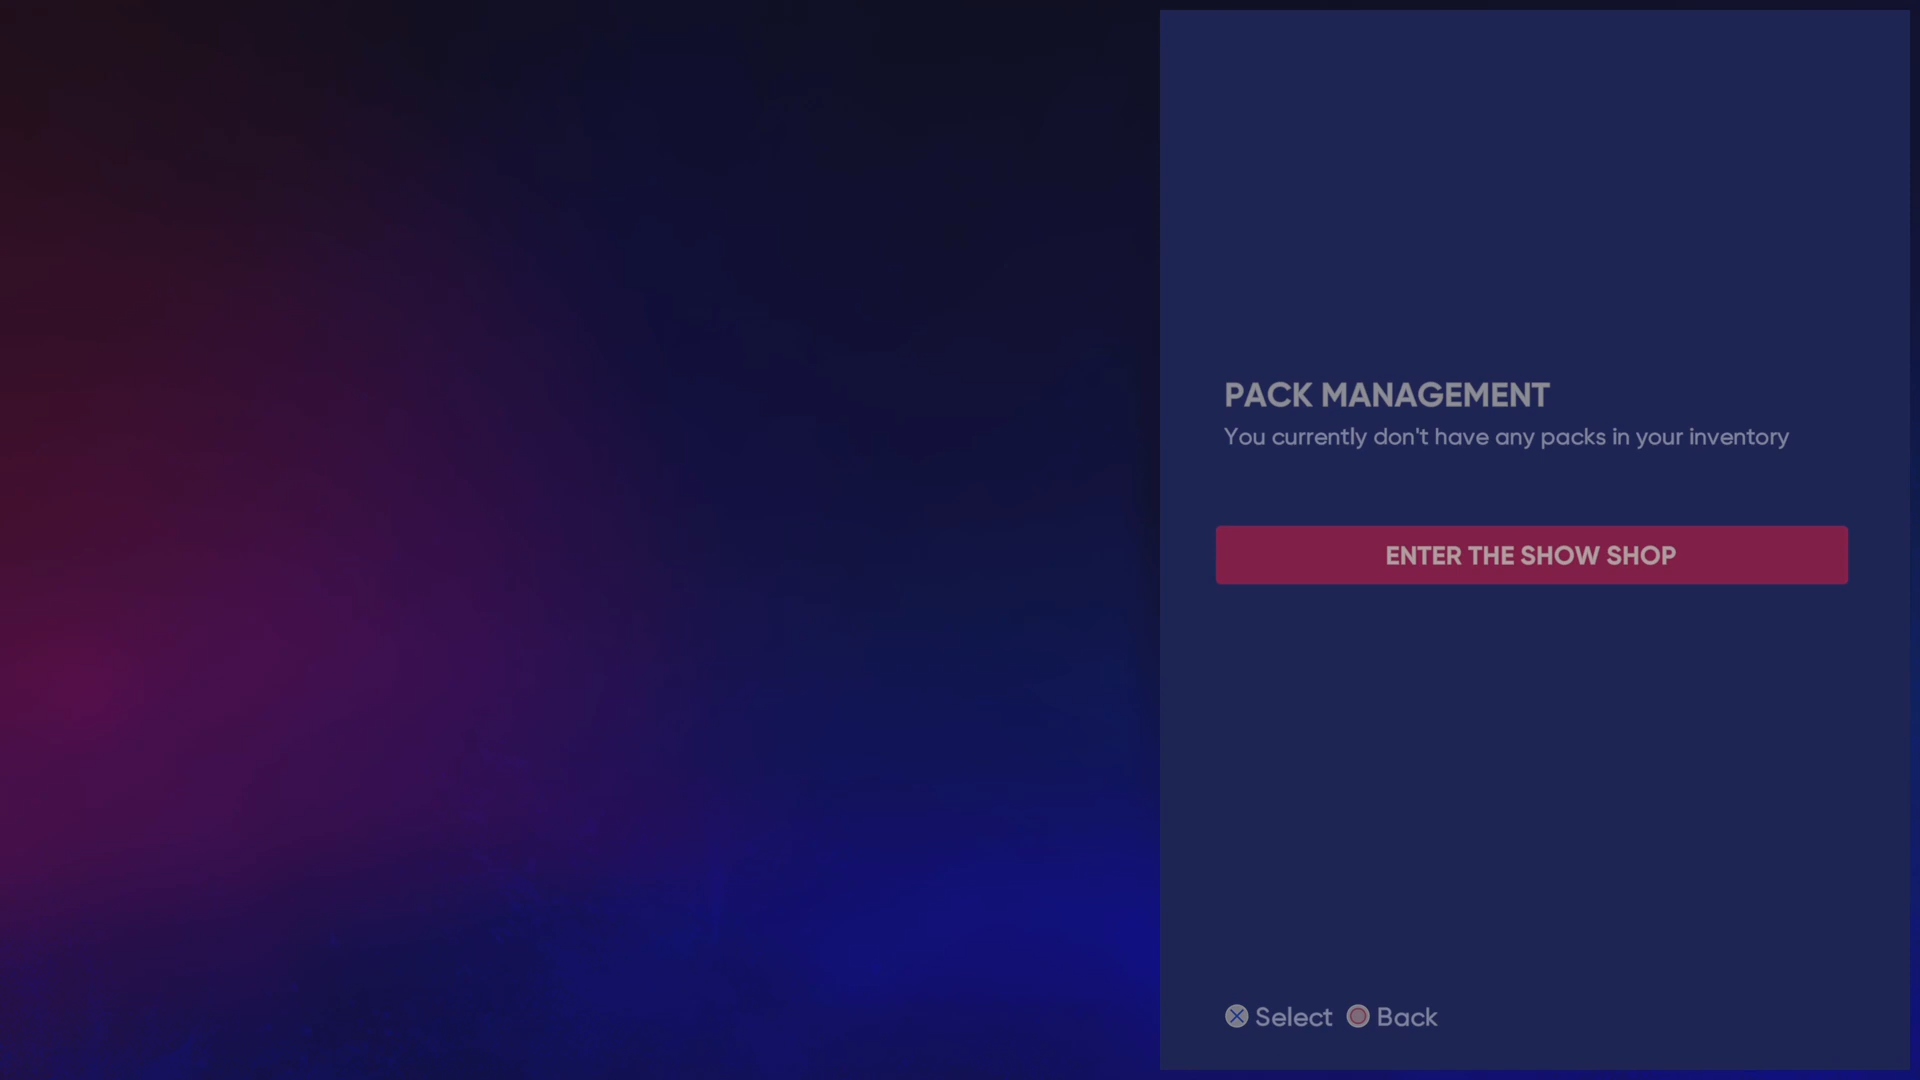 PACK MANAGEMENT
You currently don't have any packs in your inventory
ENTER THE SHOW SHOP
Select Back